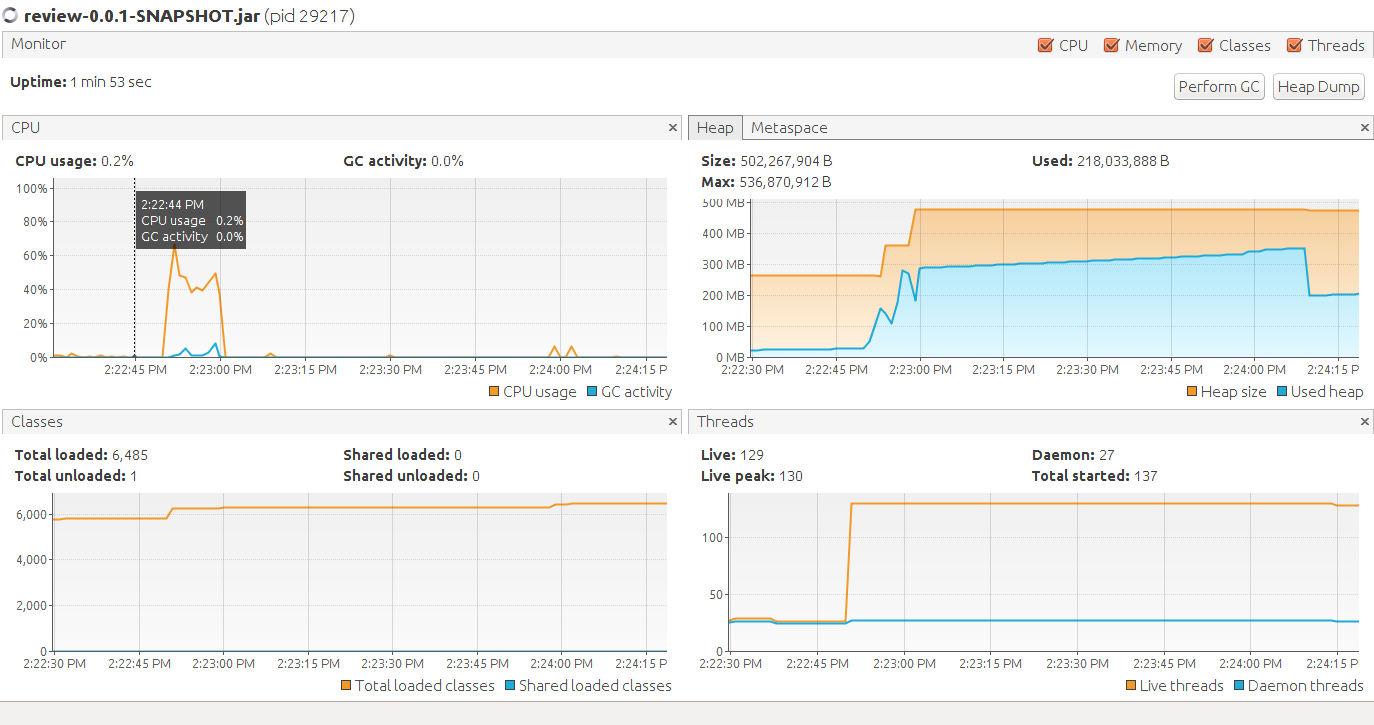 review-0.0.1-SNAPSHOT.jar (pid 29217)
Monitor
CPU Memory Classes Threads
Uptime: 1 min 53 sec
Perform GC Heap Dump
CPU ×
CPU usage: 0.2% GC activity: 0.0%
100%
80%
60%
40%
20%
0%
2:22:44 PM
CPU usage 0.2%
GC activity 0.0%
2:22:45 PM 2:23:00 PM 2:23:15 PM 2:23:30 PM 2:23:45 PM 2:24:00 PM 2:24:15 P
CPU usage GC activity
Heap Metaspace ×
Size: 502,267,904 B Used: 218,033,888 B
Max: 536,870,912 B
500 MB
400 MB
300 MB
200 MB
100 MB
0 MB
2:22:30 PM 2:22:45 PM 2:23:00 PM 2:23:15 PM 2:23:30 PM 2:23:45 PM 2:24:00 PM 2:24:15 P
Heap size Used heap
Classes ×
Total loaded: 6,485 Shared loaded: 0
Total unloaded: 1 Shared unloaded: 0
6,000
4,000
2,000
0
2:22:30 PM 2:22:45 PM 2:23:00 PM 2:23:15 PM 2:23:30 PM 2:23:45 PM 2:24:00 PM 2:24:15 P
Total loaded classes Shared loaded classes
Threads ×
Live: 129 Daemon: 27
Live peak: 130 Total started: 137
100
50
0
2:22:30 PM 2:22:45 PM 2:23:00 PM 2:23:15 PM 2:23:30 PM 2:23:45 PM 2:24:00 PM 2:24:15 P
Live threads Daemon threads